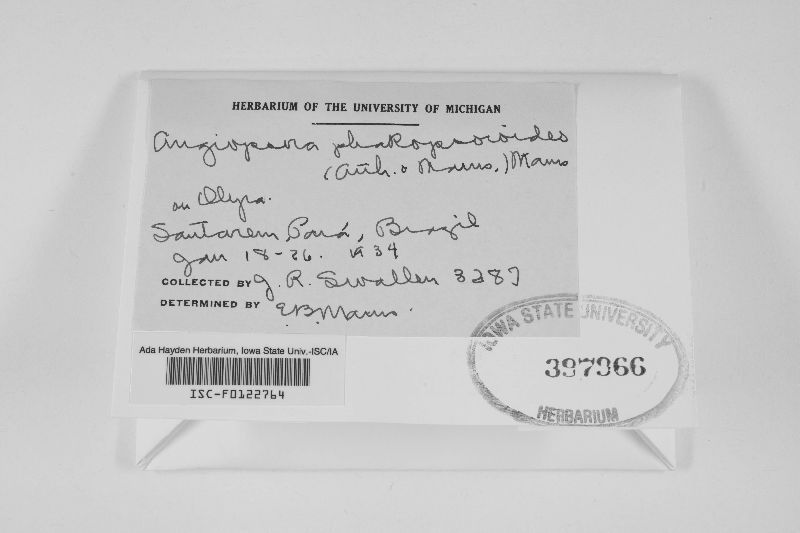 HERBARIUM OF THE UNIVERSITY OF MICHIGAN
Angiopsora phakopsoroides
(Arth. & Mains.) Mains
on Olyra.
Santarem, Pará, Brazil
Jan 18-26. 1934
COLLECTED BY J. R. Swallen 3287
DETERMINED BY E.B. Mains.
Ada Hayden Herbarium, Iowa State Univ.-ISC/IA
ISC-F0122764
IOWA STATE UNIVERSITY
397966
HERBARIUM